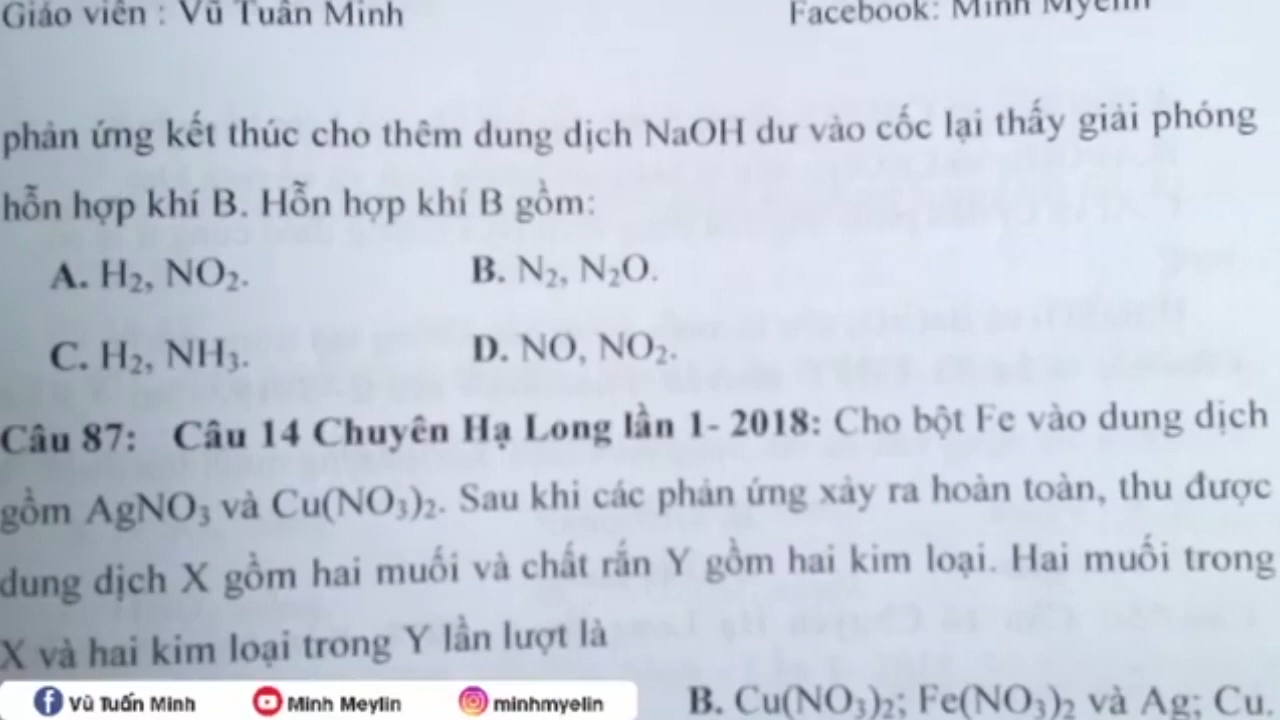 Giáo viên : Vũ Tuấn Minh Facebook: Minh Myelin
phản ứng kết thúc cho thêm dung dịch NaOH dư vào cốc lại thấy giải phóng
hỗn hợp khí B. Hỗn hợp khí B gồm:
A. H₂, NO₂. B. N₂, N₂O.
C. H₂, NH₃. D. NO, NO₂.
Câu 87: Câu 14 Chuyên Hạ Long lần 1- 2018: Cho bột Fe vào dung dịch
gồm AgNO₃ và Cu(NO₃)₂. Sau khi các phản ứng xảy ra hoàn toàn, thu được
dung dịch X gồm hai muối và chất rắn Y gồm hai kim loại. Hai muối trong
X và hai kim loại trong Y lần lượt là
B. Cu(NO₃)₂; Fe(NO₃)₂ và Ag; Cu.
Vũ Tuấn Minh Minh Meylin minhmyelin